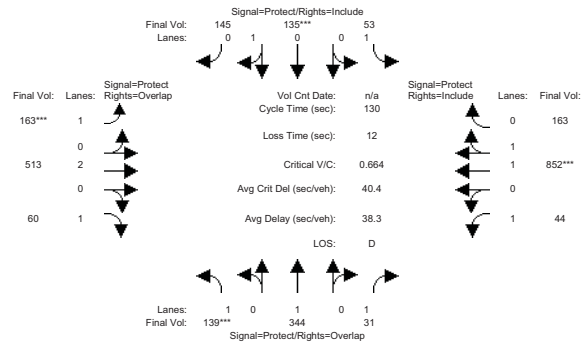 Signal=Protect/Rights=Include
Final Vol: 145 135*** 53
Lanes: 0 1 0 0 1
Signal=Protect
Final Vol: Lanes: Rights=Overlap
Vol Cnt Date: n/a
Cycle Time (sec): 130
Signal=Protect
Rights=Include Lanes: Final Vol:
163*** 1
0 163
Loss Time (sec): 12
0
1
513 2
Critical V/C: 0.664
1 852***
0
Avg Crit Del (sec/veh): 40.4
0
60 1
Avg Delay (sec/veh): 38.3
1 44
LOS: D
Lanes: 1 0 1 0 1
Final Vol: 139*** 344 31
Signal=Protect/Rights=Overlap